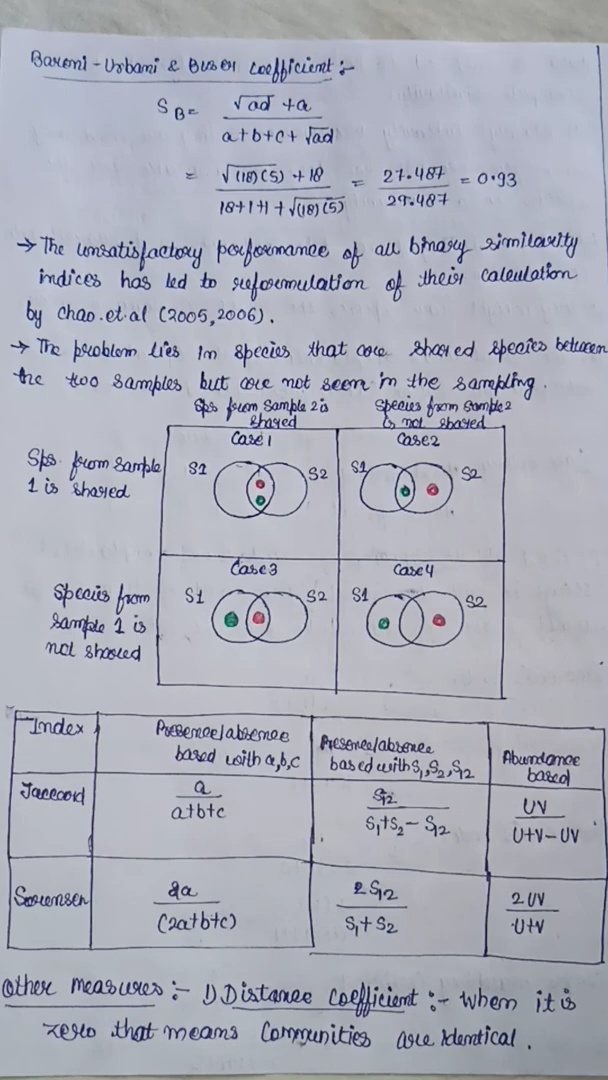 Baroni-Urbani & Buser Coefficient :-
S_B = (√ad + a) / (a+b+c+√ad)
= (√(18)(5) + 18) / (18+1+1+√(18)(5)) = 27.487 / 29.487 = 0.93
→ The unsatisfactory performance of all binary similarity
indices has led to reformulation of their calculation
by chao.et.al (2005, 2006).
→ The problem lies in species that are shared species between
the two samples but are not seen in the sampling.
Sps from Sample 2 is shared
Species from Sample 2 is not shared
Case 1
Case 2
Sps. from Sample
1 is shared
S1
S2
S1
S2
Case 3
Case 4
Species from
Sample 1 is
not shared
S1
S2
S1
S2
Index
Presence/absence based with a,b,c
Presence/absence based with S₁,S₂,S₁₂
Abundance based
Jaccord
a / a+b+c
S₁₂ / S₁+S₂-S₁₂
UV / U+V-UV
Sorensen
2a / (2a+b+c)
2S₁₂ / S₁+S₂
2UV / U+V
Other measures :- 1) Distance coefficient :- when it is
zero that means Communities are identical.